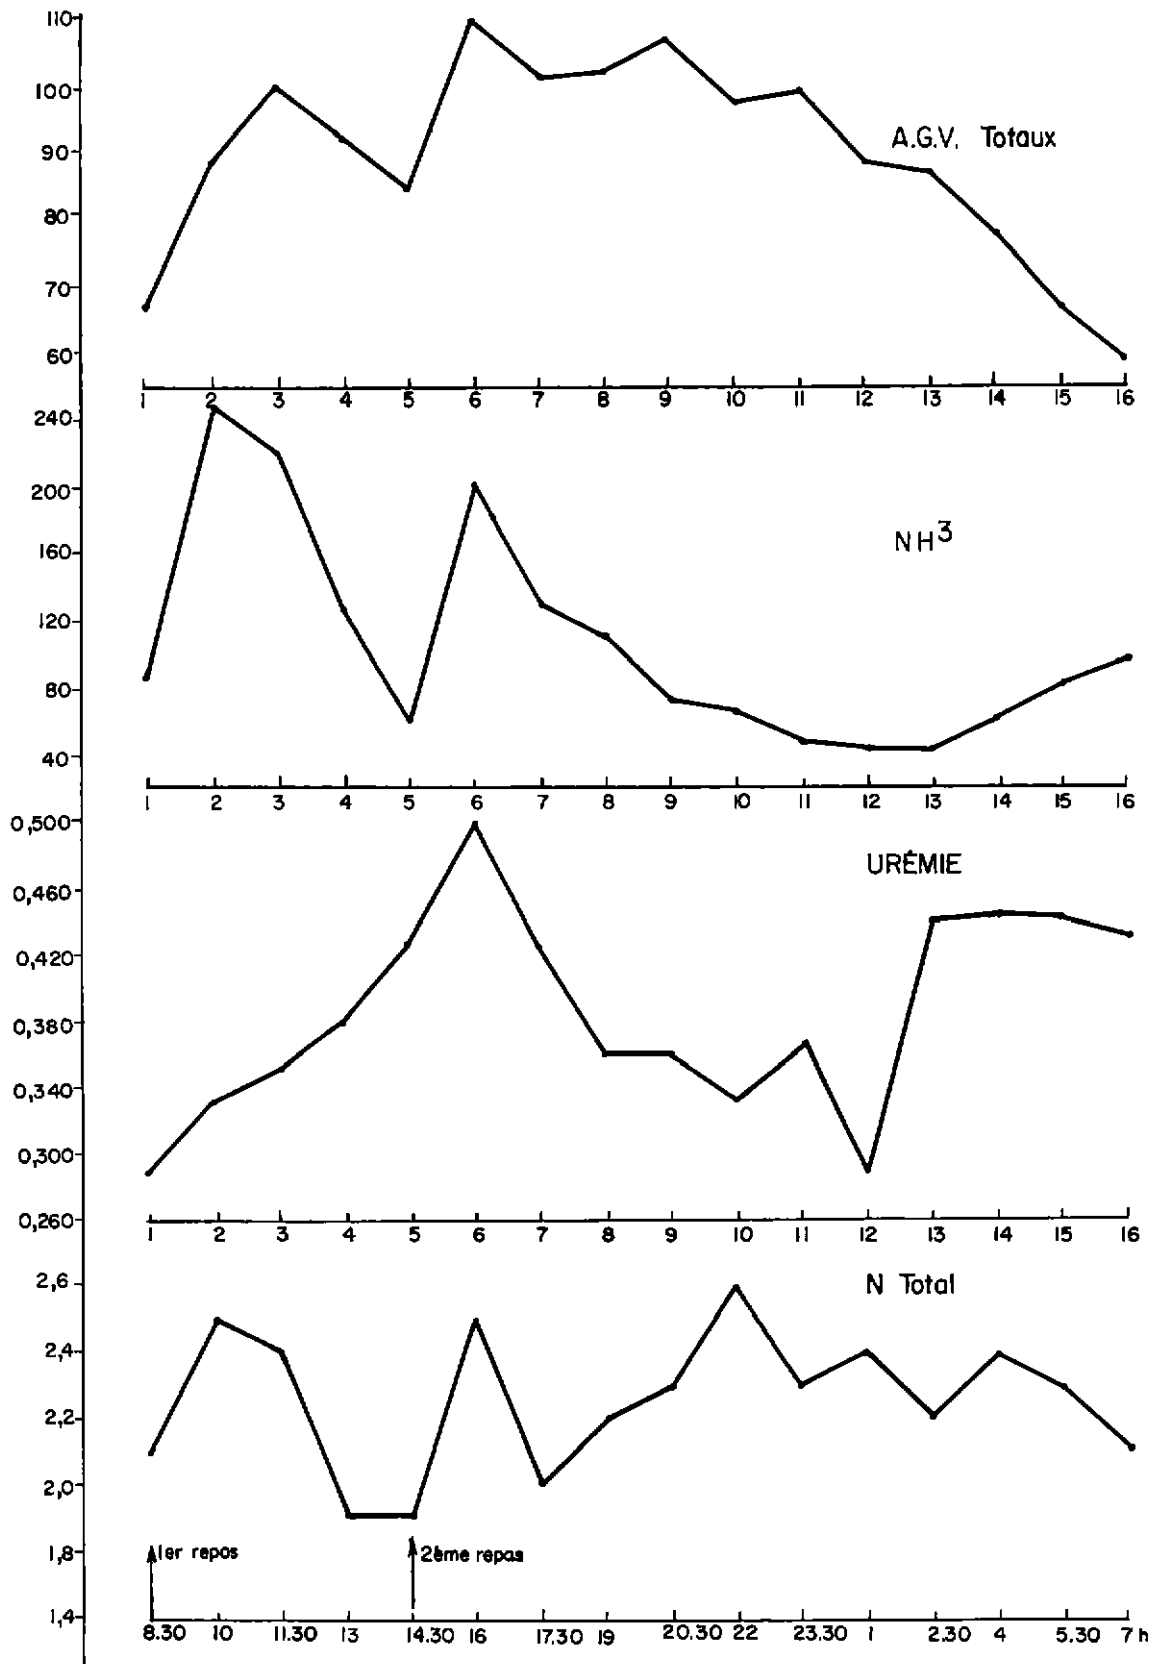 110
100
90
80
70
60
A.G.V. Totaux
1 2 3 4 5 6 7 8 9 10 11 12 13 14 15 16
240
200
160
120
80
40
NH³
1 2 3 4 5 6 7 8 9 10 11 12 13 14 15 16
0,500
0,460
0,420
0,380
0,340
0,300
0,260
URÉMIE
1 2 3 4 5 6 7 8 9 10 11 12 13 14 15 16
2,6
2,4
2,2
2,0
1,8
1,4
N Total
1er repas
2ème repas
8.30 10 11.30 13 14.30 16 17.30 19 20.30 22 23.30 1 2.30 4 5.30 7 h